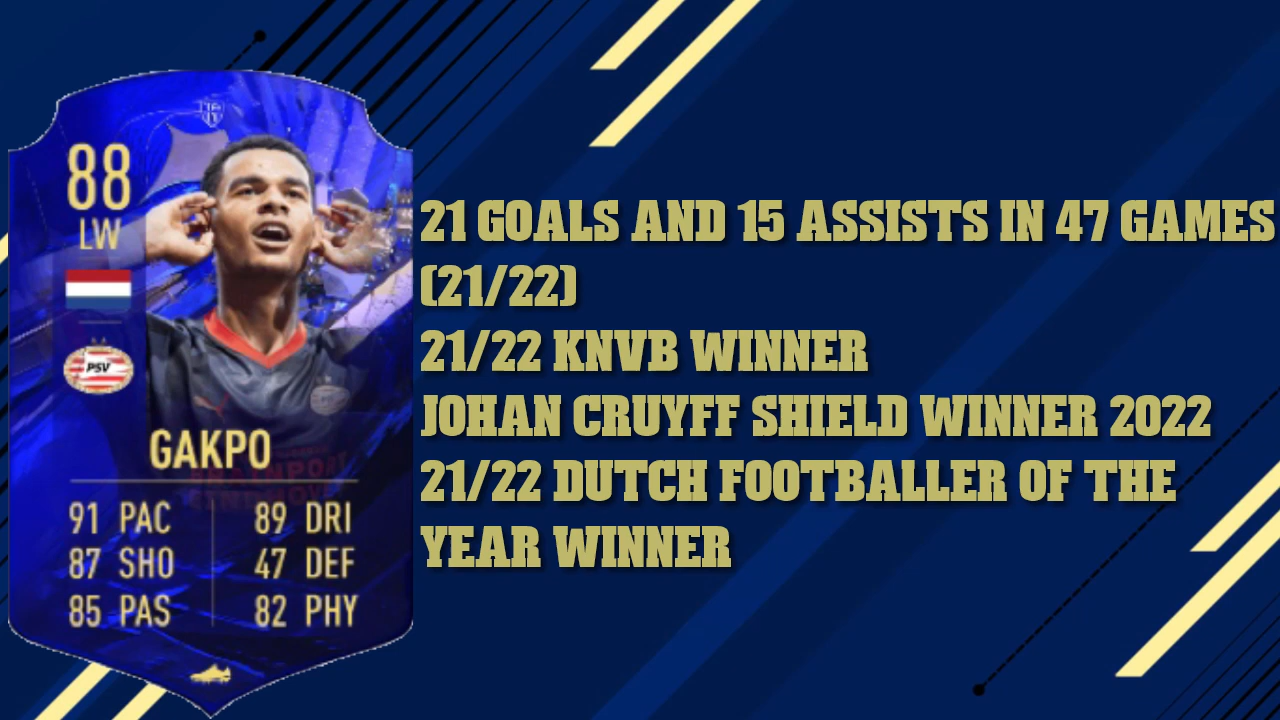 88
LW
PSV
GAKPO
91 PAC
87 SHO
85 PAS
89 DRI
47 DEF
82 PHY
21 GOALS AND 15 ASSISTS IN 47 GAMES
(21/22)
21/22 KNVB WINNER
JOHAN CRUYFF SHIELD WINNER 2022
21/22 DUTCH FOOTBALLER OF THE
YEAR WINNER